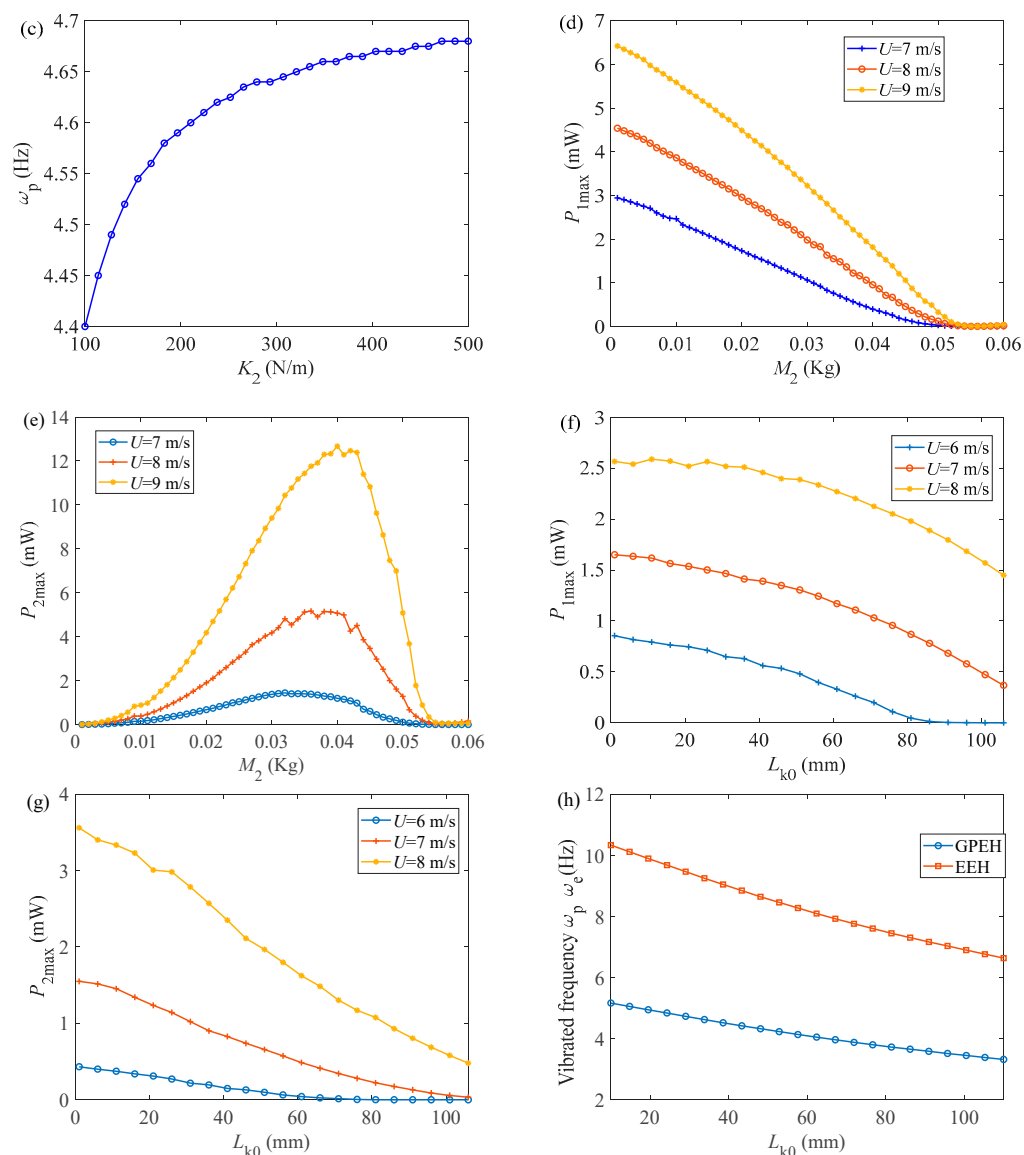 (c)
4.7
4.65
4.6
4.55
4.5
4.45
4.4
ωp (Hz)
100 200 300 400 500
K2 (N/m)
(d)
7
6
5
4
3
2
1
0
P1max (mW)
U=7 m/s
U=8 m/s
U=9 m/s
0 0.01 0.02 0.03 0.04 0.05 0.06
M2 (Kg)
(e)
14
12
10
8
6
4
2
0
P2max (mW)
U=7 m/s
U=8 m/s
U=9 m/s
0 0.01 0.02 0.03 0.04 0.05 0.06
M2 (Kg)
(f)
3
2.5
2
1.5
1
0.5
0
P1max (mW)
U=6 m/s
U=7 m/s
U=8 m/s
0 20 40 60 80 100
Lk0 (mm)
(g)
4
3
2
1
0
P2max (mW)
U=6 m/s
U=7 m/s
U=8 m/s
0 20 40 60 80 100
Lk0 (mm)
(h)
12
10
8
6
4
2
Vibrated frequency ωp ωe(Hz)
GPEH
EEH
20 40 60 80 100
Lk0 (mm)